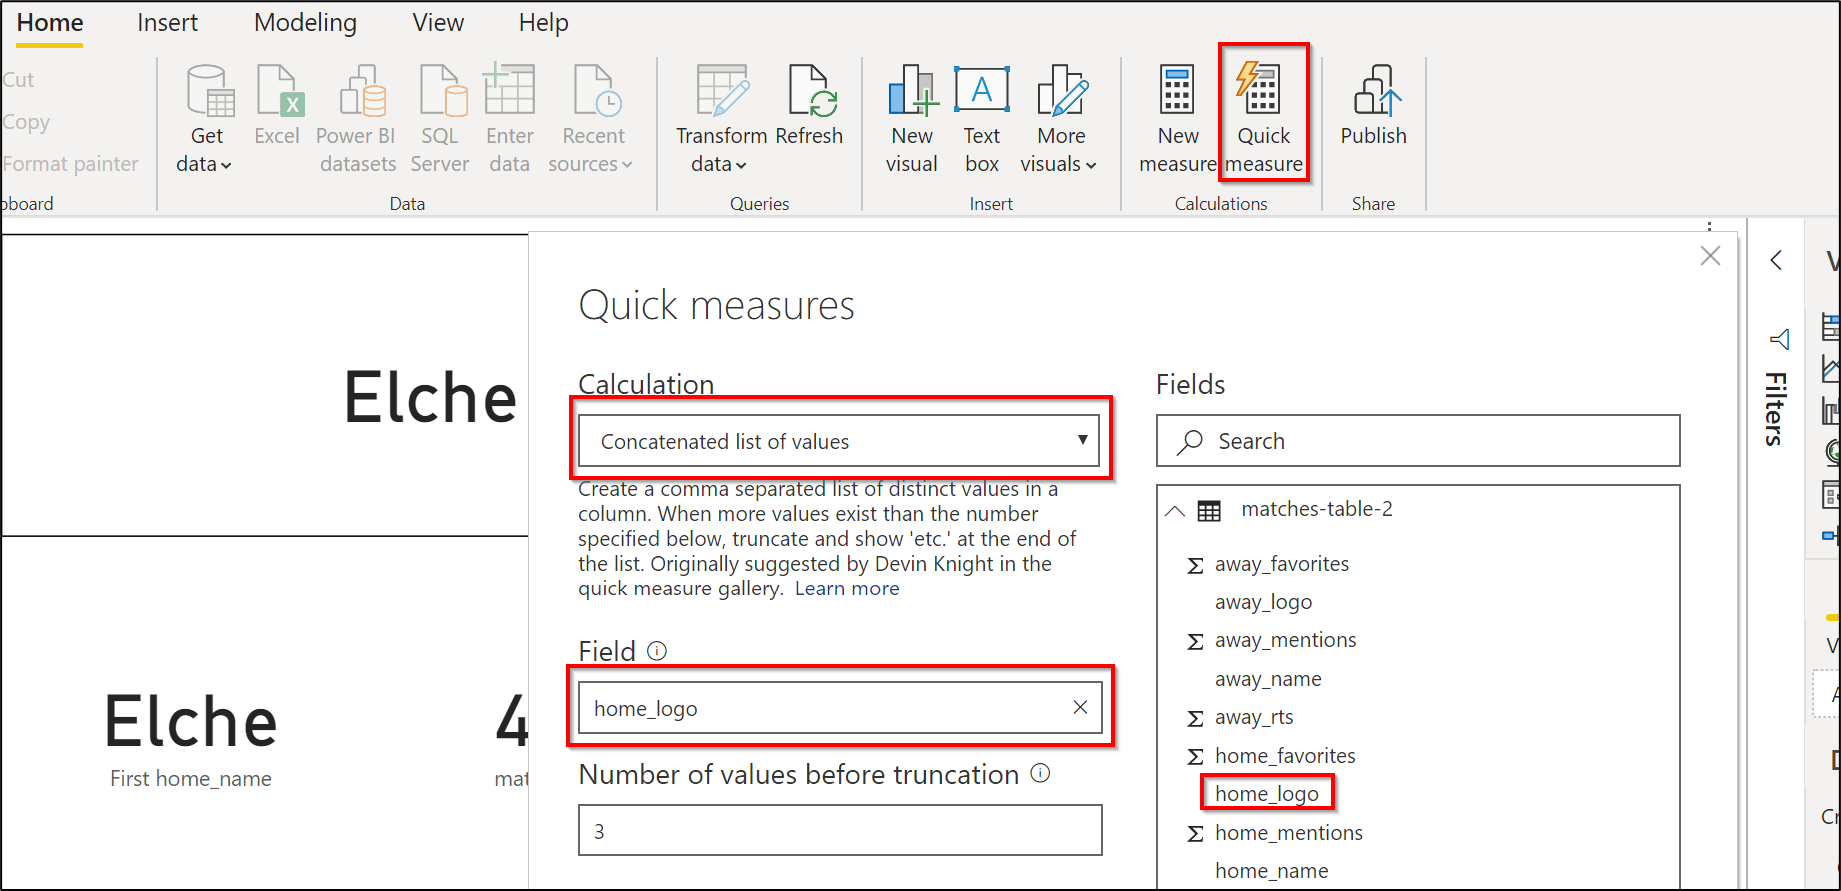 Home Insert Modeling View Help
Cut
Copy
Format painter
Get data
Excel
Power BI datasets
SQL Server
Enter data
Recent sources
Transform data
Refresh
New visual
Text box
More visuals
New measure
Quick measure
Publish
Data Queries Insert Calculations Share
Elche
Elche
First home_name
4
Quick measures
Calculation
Concatenated list of values
Create a comma separated list of distinct values in a
column. When more values exist than the number
specified below, truncate and show 'etc.' at the end of
the list. Originally suggested by Devin Knight in the
quick measure gallery. Learn more
Field
home_logo
Number of values before truncation
3
Fields
Search
matches-table-2
away_favorites
away_logo
away_mentions
away_name
away_rts
home_favorites
home_logo
home_mentions
home_name
Filters